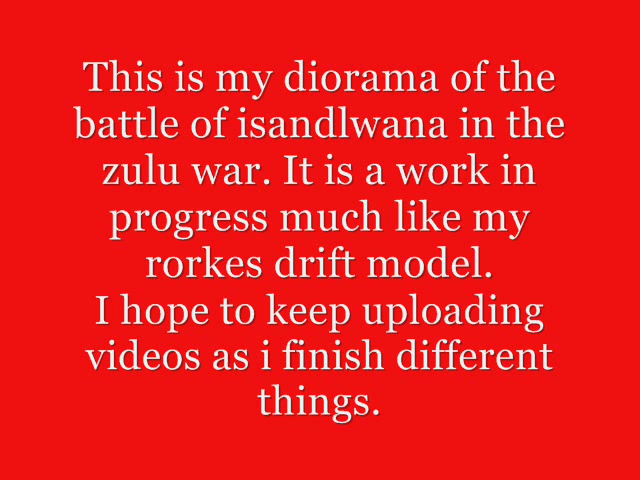 This is my diorama of the
battle of isandlwana in the
zulu war. It is a work in
progress much like my
rorkes drift model.
I hope to keep uploading
videos as i finish different
things.